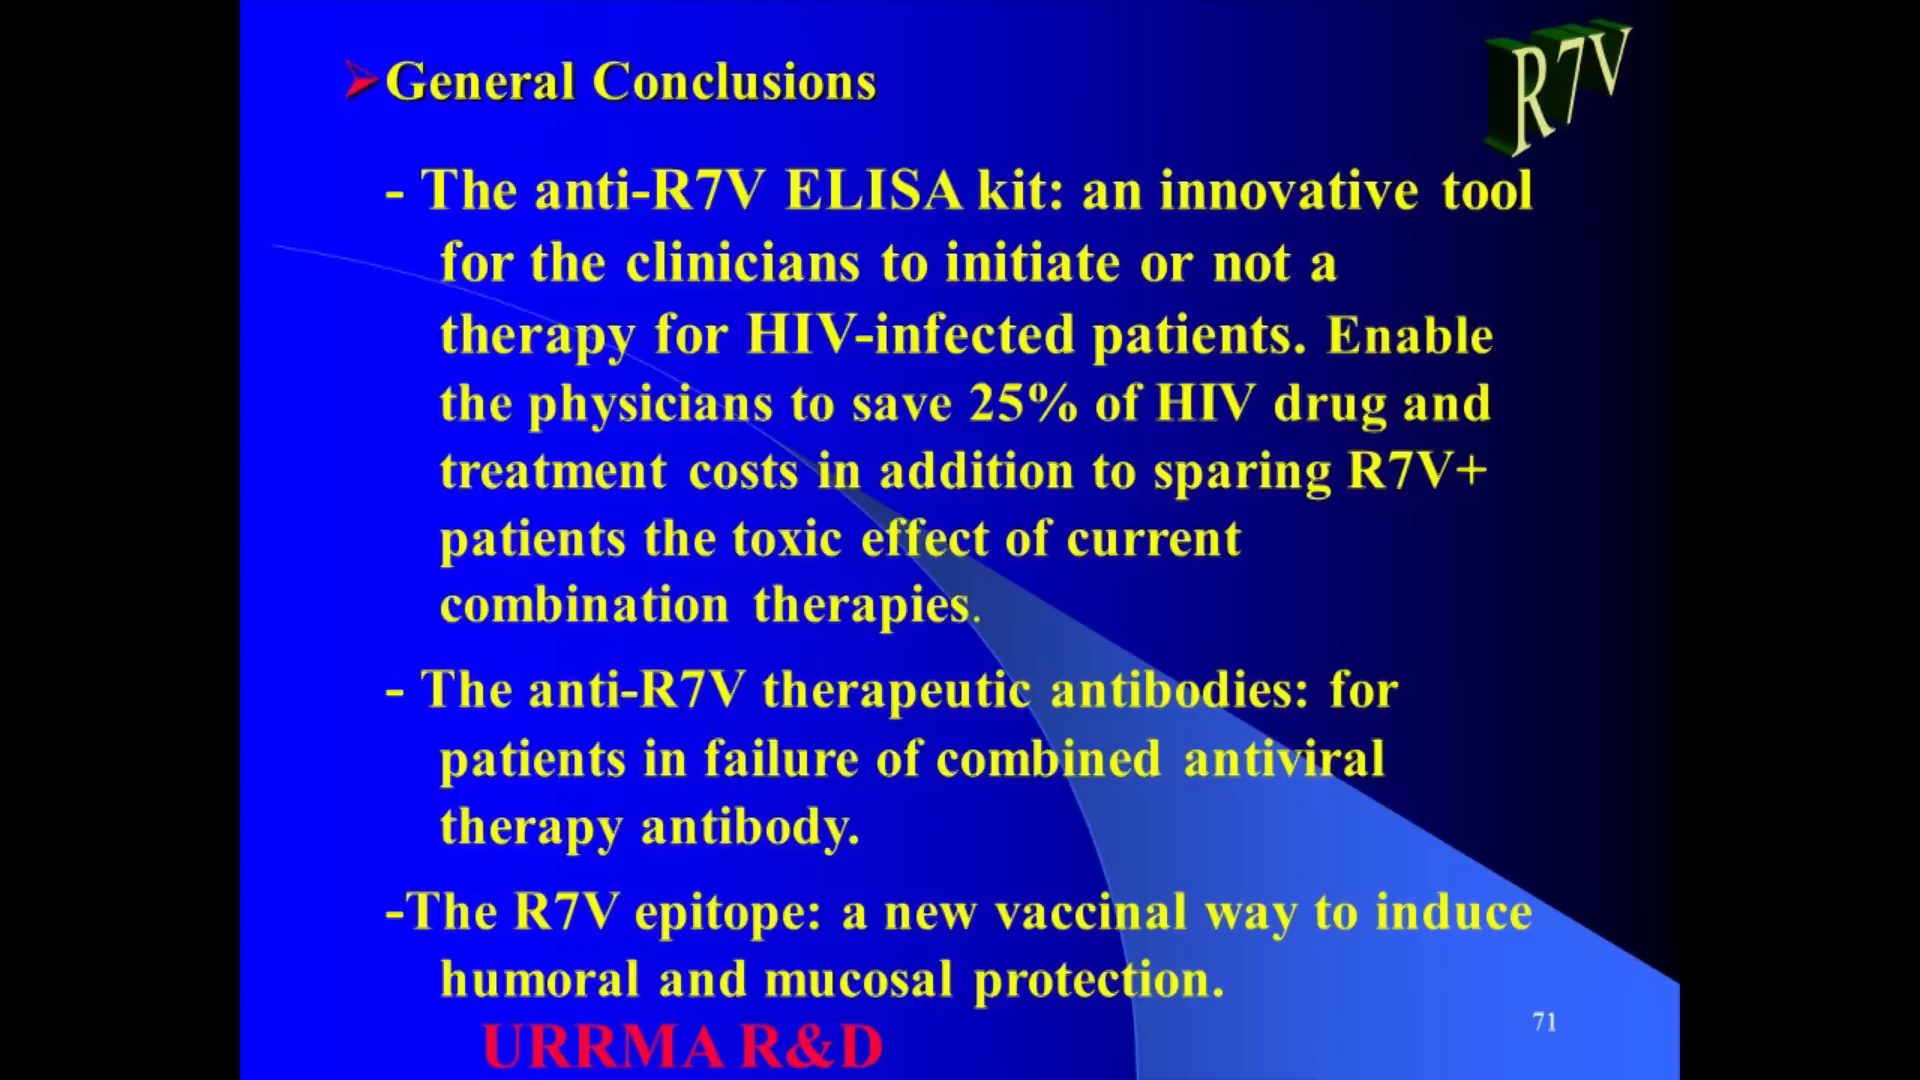 General Conclusions
R7V
- The anti-R7V ELISA kit: an innovative tool
for the clinicians to initiate or not a
therapy for HIV-infected patients. Enable
the physicians to save 25% of HIV drug and
treatment costs in addition to sparing R7V+
patients the toxic effect of current
combination therapies.
- The anti-R7V therapeutic antibodies: for
patients in failure of combined antiviral
therapy antibody.
-The R7V epitope: a new vaccinal way to induce
humoral and mucosal protection.
71
URRMA R&D